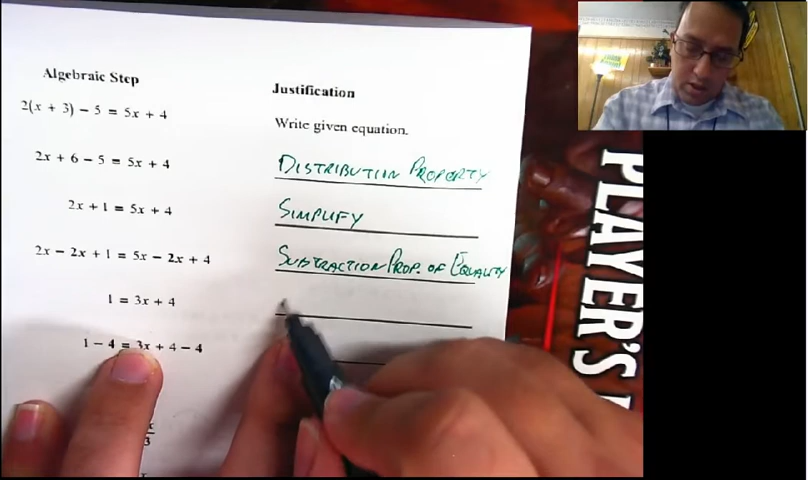 Algebraic Step
Justification
2(x + 3) − 5 = 5x + 4
Write given equation.
2x + 6 − 5 = 5x + 4
DISTRIBUTION PROPERTY
2x + 1 = 5x + 4
SIMPLIFY
2x − 2x + 1 = 5x − 2x + 4
SUBTRACTION PROP. OF EQUALITY
1 = 3x + 4
1 − 4 = 3x + 4 − 4
3
PLAYER'S